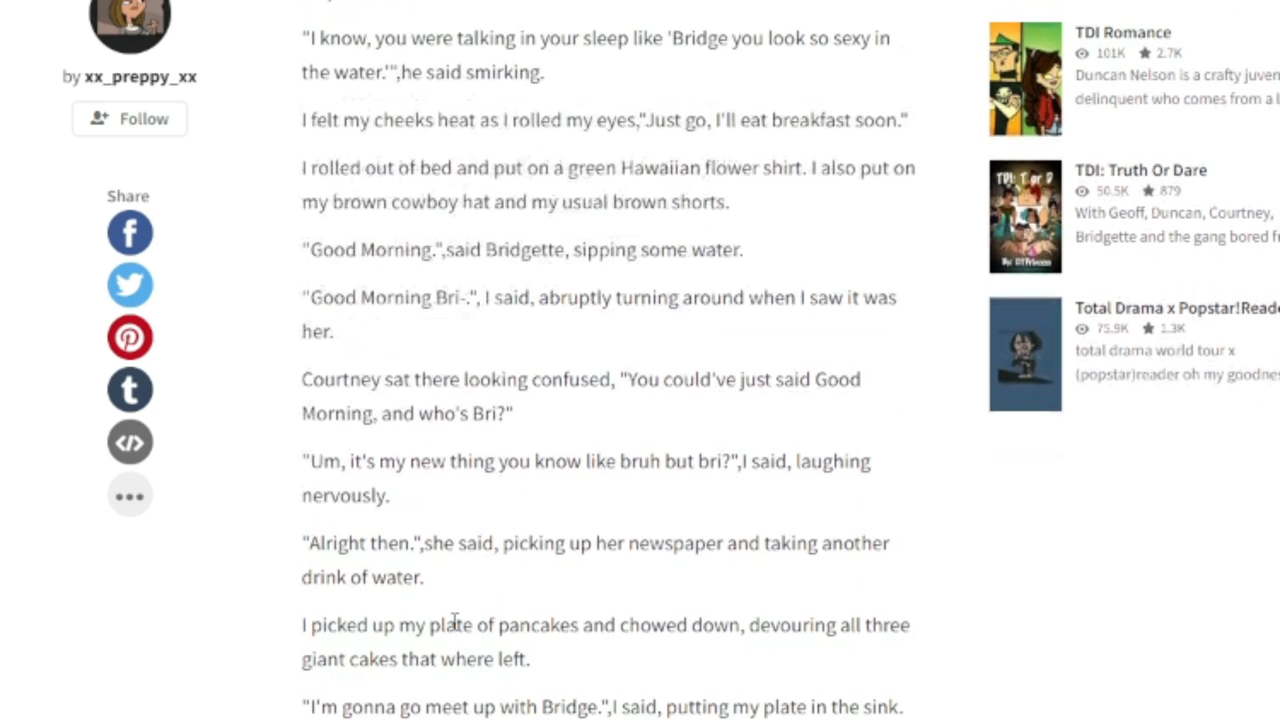 by xx_preppy_xx
Follow
Share
"I know, you were talking in your sleep like 'Bridge you look so sexy in
the water.'",he said smirking.
I felt my cheeks heat as I rolled my eyes,"Just go, I'll eat breakfast soon."
I rolled out of bed and put on a green Hawaiian flower shirt. I also put on
my brown cowboy hat and my usual brown shorts.
"Good Morning.",said Bridgette, sipping some water.
"Good Morning Bri-.", I said, abruptly turning around when I saw it was
her.
Courtney sat there looking confused, "You could've just said Good
Morning, and who's Bri?"
"Um, it's my new thing you know like bruh but bri?",I said, laughing
nervously.
"Alright then.",she said, picking up her newspaper and taking another
drink of water.
I picked up my plate of pancakes and chowed down, devouring all three
giant cakes that where left.
"I'm gonna go meet up with Bridge.",I said, putting my plate in the sink.
TDI Romance
101K 2.7K
Duncan Nelson is a crafty juven
delinquent who comes from a l
TDI: T or D
TDI: Truth Or Dare
50.5K 879
With Geoff, Duncan, Courtney,
Bridgette and the gang bored fr
Total Drama x Popstar!Reade
75.9K 1.3K
total drama world tour x
(popstar)reader oh my goodnes